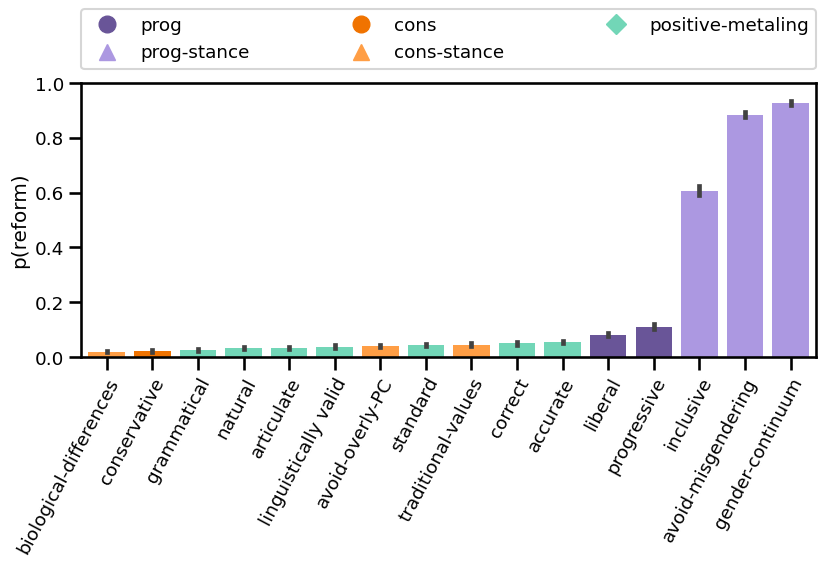 prog
cons
positive-metaling
prog-stance
cons-stance
1.0
0.8
0.6
0.4
0.2
0.0
p(reform)
biological-differences
conservative
grammatical
natural
articulate
linguistically valid
avoid-overly-PC
standard
traditional-values
correct
accurate
liberal
progressive
inclusive
avoid-misgendering
gender-continuum